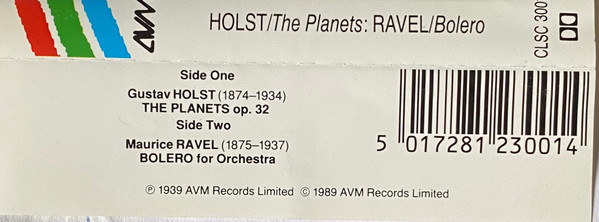 AVM
HOLST/The Planets: RAVEL/Bolero
CLSC 3001
Side One
Gustav HOLST (1874–1934)
THE PLANETS op. 32
Side Two
Maurice RAVEL (1875–1937)
BOLERO for Orchestra
5 017281 230014
℗ 1939 AVM Records Limited © 1989 AVM Records Limited